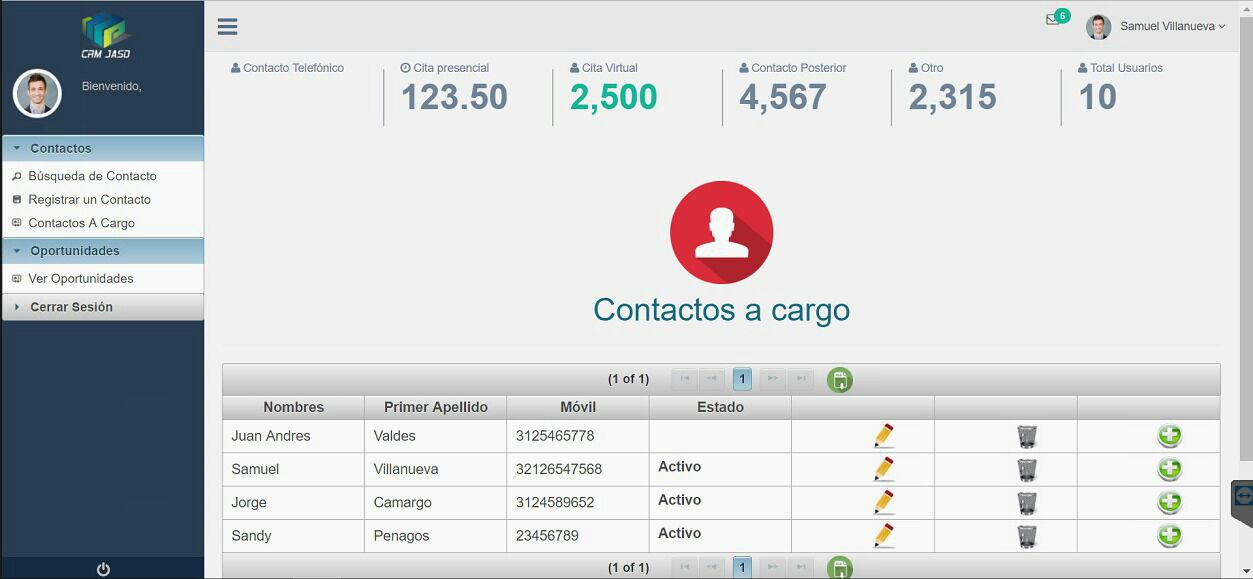 CRM JASD
Bienvenido,
Contactos
Búsqueda de Contacto
Registrar un Contacto
Contactos A Cargo
Oportunidades
Ver Oportunidades
Cerrar Sesión
6
Samuel Villanueva
Contacto Telefónico
Cita presencial
123.50
Cita Virtual
2,500
Contacto Posterior
4,567
Otro
2,315
Total Usuarios
10
Contactos a cargo
(1 of 1) 1
Nombres Primer Apellido Móvil Estado
Juan Andres Valdes 3125465778
Samuel Villanueva 32126547568 Activo
Jorge Camargo 3124589652 Activo
Sandy Penagos 23456789 Activo
(1 of 1) 1